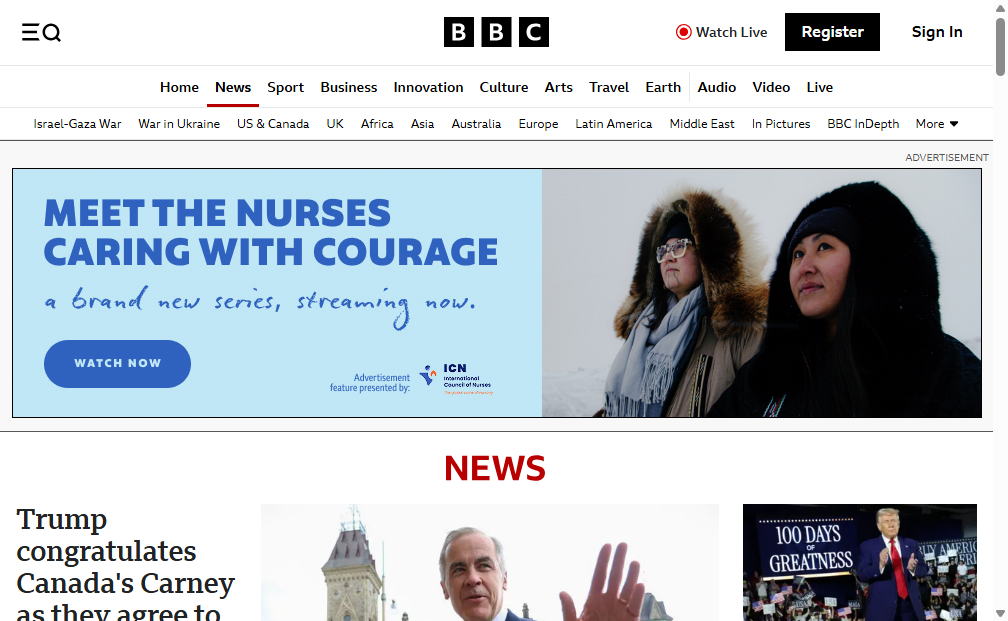 BBC
Watch Live
Register
Sign In
Home News Sport Business Innovation Culture Arts Travel Earth Audio Video Live
Israel-Gaza War War in Ukraine US & Canada UK Africa Asia Australia Europe Latin America Middle East In Pictures BBC InDepth More
ADVERTISEMENT
MEET THE NURSES
CARING WITH COURAGE
a brand new series, streaming now.
WATCH NOW
Advertisement
feature presented by:
ICN
International
Council of Nurses
NEWS
Trump
congratulates
Canada's Carney
as they agree to
100 DAYS
OF
GREATNESS